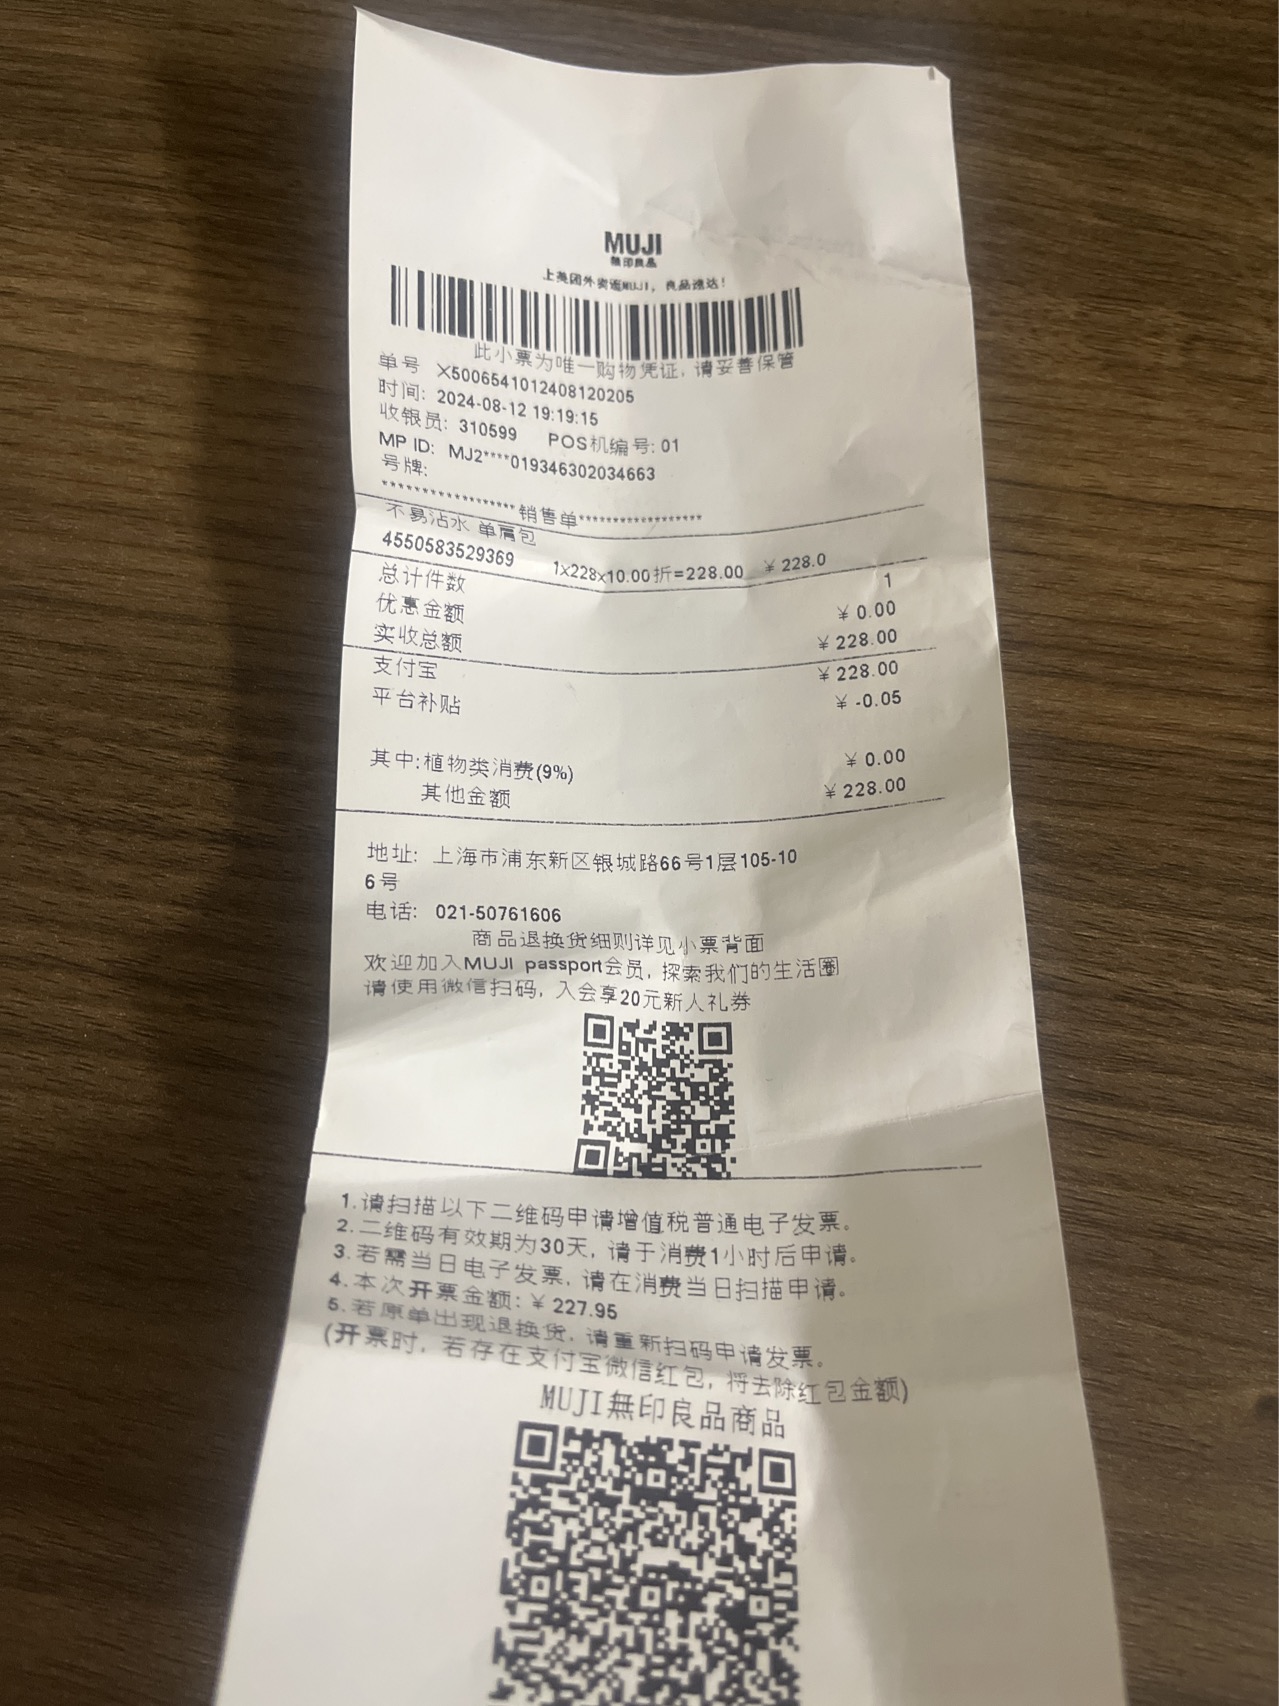 MUJI
無印良品
上美团外卖逛MUJI，良品速达！
此小票为唯一购物凭证，请妥善保管
单号 X5006541012408120205
时间: 2024-08-12 19:19:15
收银员: 310599 POS机编号: 01
MP ID: MJ2****019346302034663
号牌:
******************销售单******************
不易沾水 单肩包
4550583529369 1x228x10.00折=228.00 ￥228.0
总计件数 1
优惠金额 ￥0.00
实收总额 ￥228.00
支付宝 ￥228.00
平台补贴 ￥-0.05
其中:植物类消费(9%) ￥0.00
其他金额 ￥228.00
地址: 上海市浦东新区银城路66号1层105-10
6号
电话: 021-50761606
商品退换货细则详见小票背面
欢迎加入MUJI passport会员, 探索我们的生活圈
请使用微信扫码, 入会享20元新人礼券
1.请扫描以下二维码申请增值税普通电子发票。
2.二维码有效期为30天, 请于消费1小时后申请。
3.若需当日电子发票, 请在消费当日扫描申请。
4.本次开票金额:￥227.95
5.若原单出现退换货, 请重新扫码申请发票。
(开票时, 若存在支付宝微信红包, 将去除红包金额)
MUJI無印良品商品